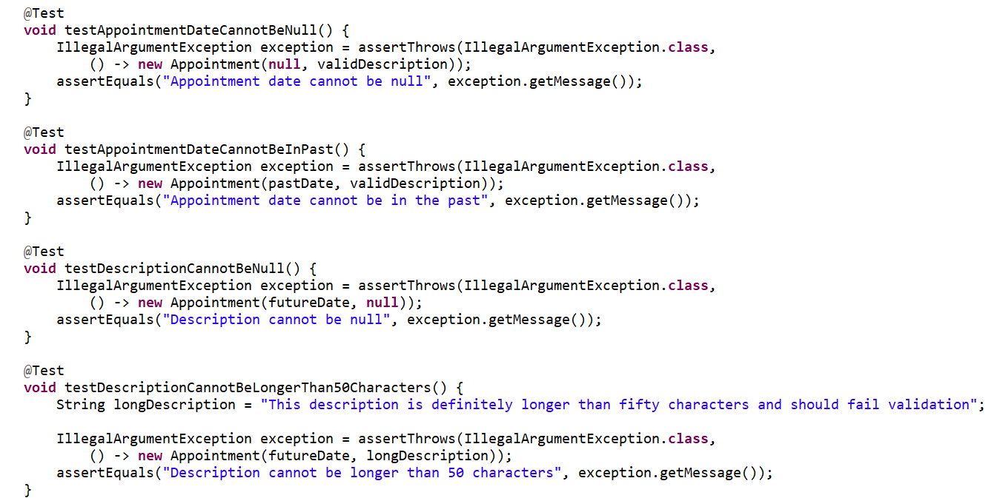 @Test
void testAppointmentDateCannotBeNull() {
    IllegalArgumentException exception = assertThrows(IllegalArgumentException.class,
        () -> new Appointment(null, validDescription));
    assertEquals("Appointment date cannot be null", exception.getMessage());
}

@Test
void testAppointmentDateCannotBeInPast() {
    IllegalArgumentException exception = assertThrows(IllegalArgumentException.class,
        () -> new Appointment(pastDate, validDescription));
    assertEquals("Appointment date cannot be in the past", exception.getMessage());
}

@Test
void testDescriptionCannotBeNull() {
    IllegalArgumentException exception = assertThrows(IllegalArgumentException.class,
        () -> new Appointment(futureDate, null));
    assertEquals("Description cannot be null", exception.getMessage());
}

@Test
void testDescriptionCannotBeLongerThan50Characters() {
    String longDescription = "This description is definitely longer than fifty characters and should fail validation";

    IllegalArgumentException exception = assertThrows(IllegalArgumentException.class,
        () -> new Appointment(futureDate, longDescription));
    assertEquals("Description cannot be longer than 50 characters", exception.getMessage());
}